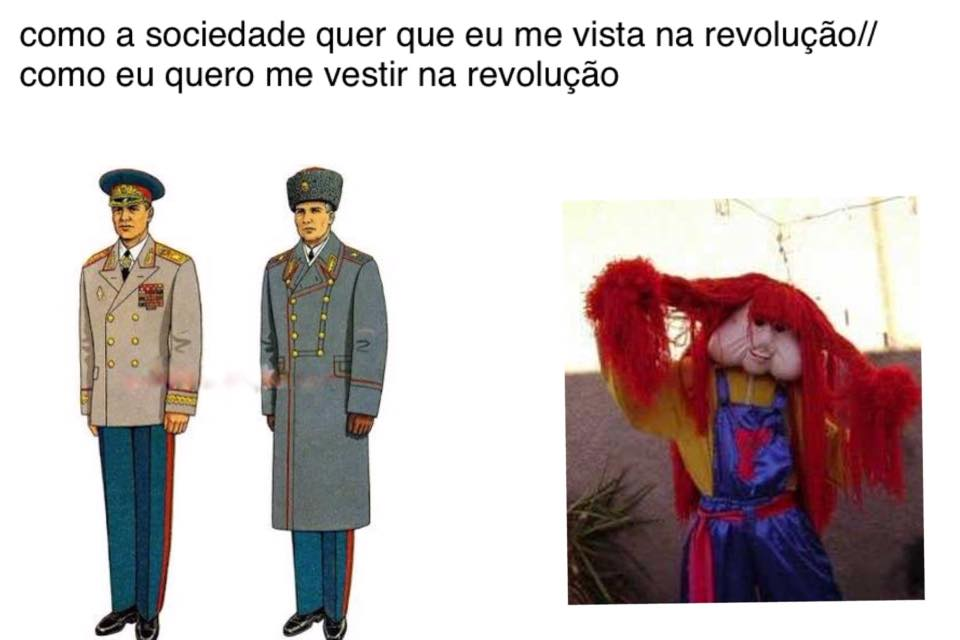 como a sociedade quer que eu me vista na revolução//
como eu quero me vestir na revolução